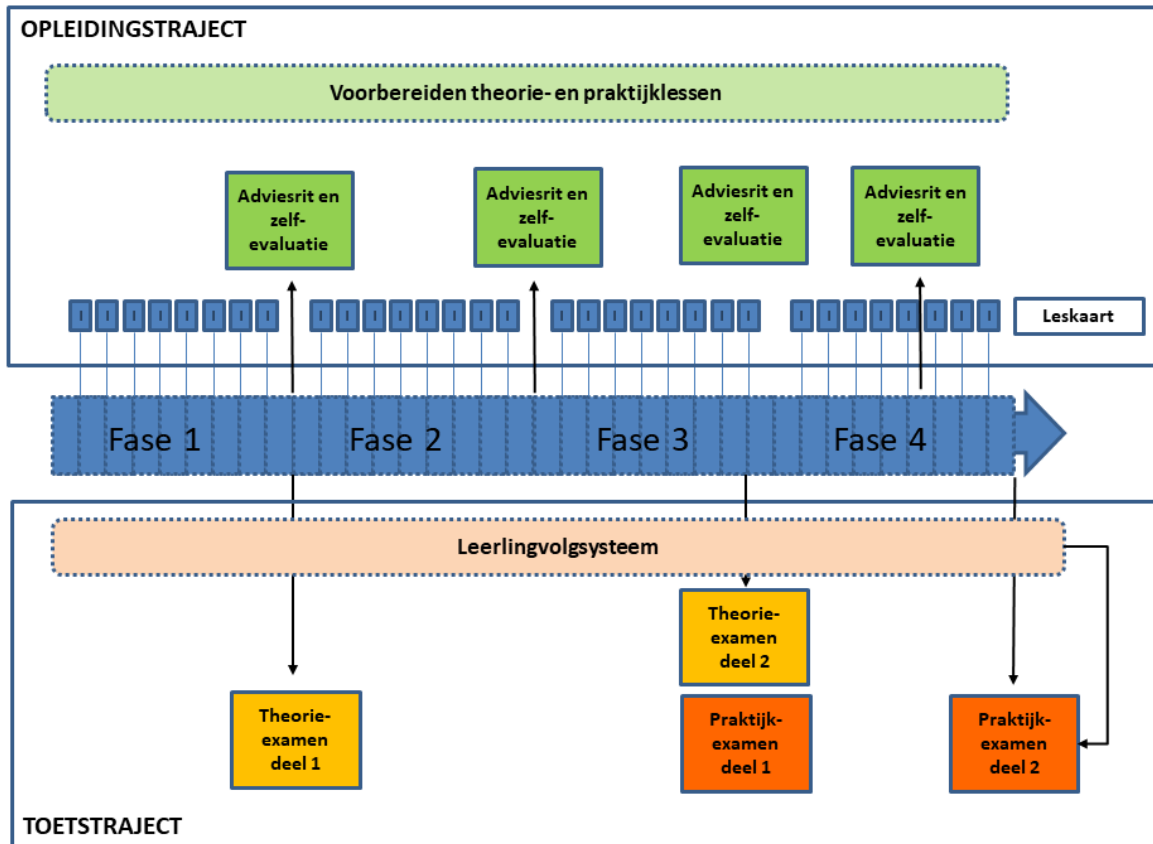 OPLEIDINGSTRAJECT
Voorbereiden theorie- en praktijklessen
Adviesrit en
zelf-
evaluatie
Adviesrit en
zelf-
evaluatie
Adviesrit en
zelf-
evaluatie
Adviesrit en
zelf-
evaluatie
I I I I I I I I I I I I I I I I I I I I I I I I I I I I I I I I
Leskaart
Fase 1
Fase 2
Fase 3
Fase 4
Leerlingvolgsysteem
Theorie-
examen
deel 2
Theorie-
examen
deel 1
Praktijk-
examen
deel 1
Praktijk-
examen
deel 2
TOETSTRAJECT